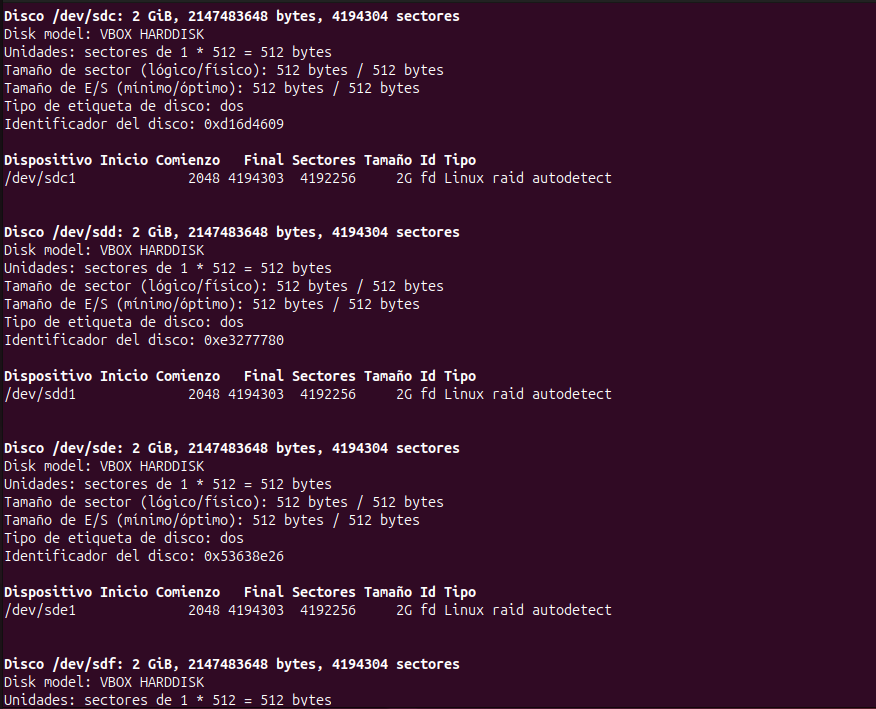 Disco /dev/sdc: 2 GiB, 2147483648 bytes, 4194304 sectores
Disk model: VBOX HARDDISK
Unidades: sectores de 1 * 512 = 512 bytes
Tamaño de sector (lógico/físico): 512 bytes / 512 bytes
Tamaño de E/S (mínimo/óptimo): 512 bytes / 512 bytes
Tipo de etiqueta de disco: dos
Identificador del disco: 0xd16d4609
Dispositivo Inicio Comienzo   Final Sectores Tamaño Id Tipo
/dev/sdc1              2048 4194303  4192256     2G fd Linux raid autodetect
Disco /dev/sdd: 2 GiB, 2147483648 bytes, 4194304 sectores
Disk model: VBOX HARDDISK
Unidades: sectores de 1 * 512 = 512 bytes
Tamaño de sector (lógico/físico): 512 bytes / 512 bytes
Tamaño de E/S (mínimo/óptimo): 512 bytes / 512 bytes
Tipo de etiqueta de disco: dos
Identificador del disco: 0xe3277780
Dispositivo Inicio Comienzo   Final Sectores Tamaño Id Tipo
/dev/sdd1              2048 4194303  4192256     2G fd Linux raid autodetect
Disco /dev/sde: 2 GiB, 2147483648 bytes, 4194304 sectores
Disk model: VBOX HARDDISK
Unidades: sectores de 1 * 512 = 512 bytes
Tamaño de sector (lógico/físico): 512 bytes / 512 bytes
Tamaño de E/S (mínimo/óptimo): 512 bytes / 512 bytes
Tipo de etiqueta de disco: dos
Identificador del disco: 0x53638e26
Dispositivo Inicio Comienzo   Final Sectores Tamaño Id Tipo
/dev/sde1              2048 4194303  4192256     2G fd Linux raid autodetect
Disco /dev/sdf: 2 GiB, 2147483648 bytes, 4194304 sectores
Disk model: VBOX HARDDISK
Unidades: sectores de 1 * 512 = 512 bytes